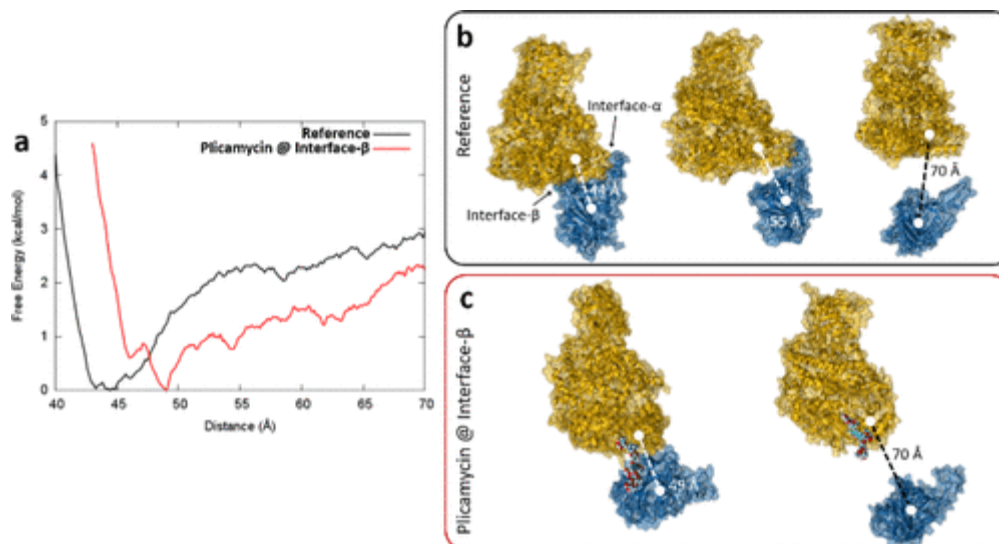 a
Reference
Plicamycin @ Interface-β
Free Energy (kcal/mol)
5
4
3
2
1
0
40 45 50 55 60 65 70
Distance (Å)
b
Reference
Interface-α
Interface-β
55 Å
70 Å
c
Plicamycin @ Interface-β
49 Å
70 Å